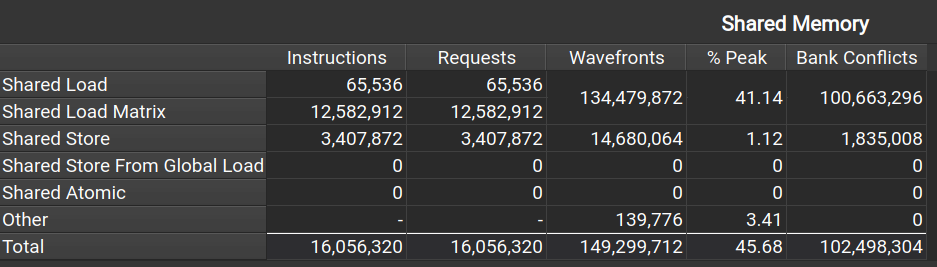 Shared Memory
Instructions Requests Wavefronts % Peak Bank Conflicts
Shared Load 65,536 65,536 134,479,872 41.14 100,663,296
Shared Load Matrix 12,582,912 12,582,912
Shared Store 3,407,872 3,407,872 14,680,064 1.12 1,835,008
Shared Store From Global Load 0 0 0 0 0
Shared Atomic 0 0 0 0 0
Other - - 139,776 3.41 0
Total 16,056,320 16,056,320 149,299,712 45.68 102,498,304